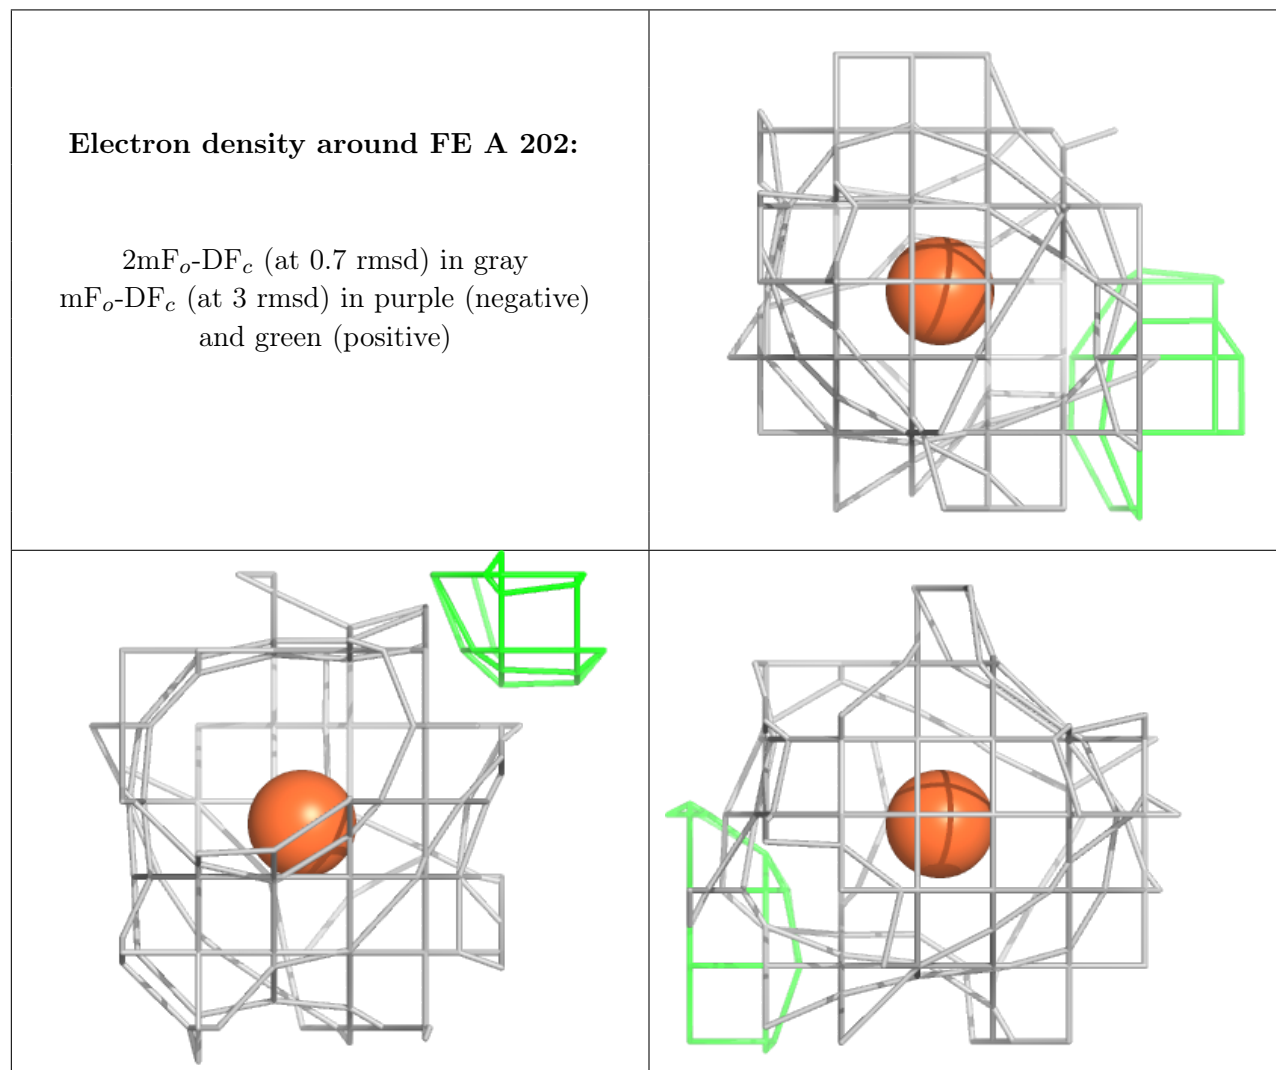 Electron density around FE A 202:
2mFo-DFc (at 0.7 rmsd) in gray
mFo-DFc (at 3 rmsd) in purple (negative)
and green (positive)